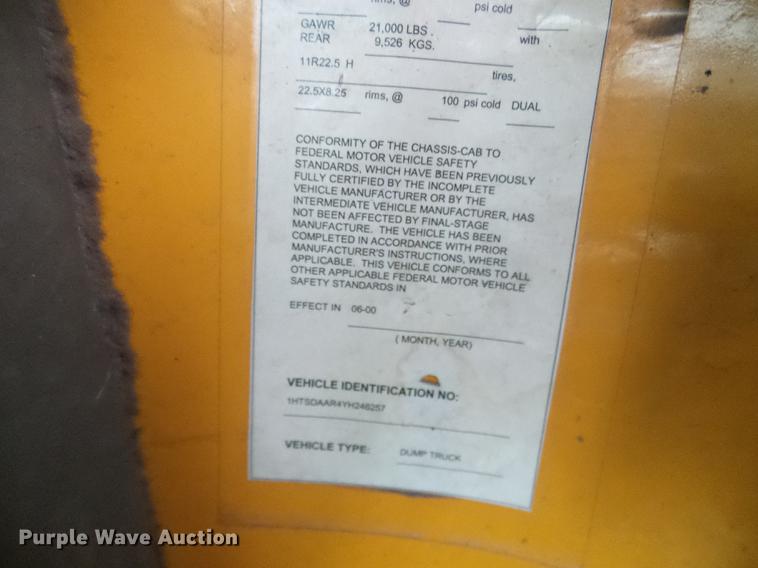 rims, @ psi cold
GAWR 21,000 LBS.
REAR 9,526 KGS. with
11R22.5 H tires,
22.5X8.25 rims, @ 100 psi cold DUAL
CONFORMITY OF THE CHASSIS-CAB TO
FEDERAL MOTOR VEHICLE SAFETY
STANDARDS, WHICH HAVE BEEN PREVIOUSLY
FULLY CERTIFIED BY THE INCOMPLETE
VEHICLE MANUFACTURER OR BY THE
INTERMEDIATE VEHICLE MANUFACTURER, HAS
NOT BEEN AFFECTED BY FINAL-STAGE
MANUFACTURE. THE VEHICLE HAS BEEN
COMPLETED IN ACCORDANCE WITH PRIOR
MANUFACTURER'S INSTRUCTIONS, WHERE
APPLICABLE. THIS VEHICLE CONFORMS TO ALL
OTHER APPLICABLE FEDERAL MOTOR VEHICLE
SAFETY STANDARDS IN
EFFECT IN 06-00
( MONTH, YEAR)
VEHICLE IDENTIFICATION NO:
1HTSDAAR4YH246257
VEHICLE TYPE: DUMP TRUCK
Purple Wave Auction